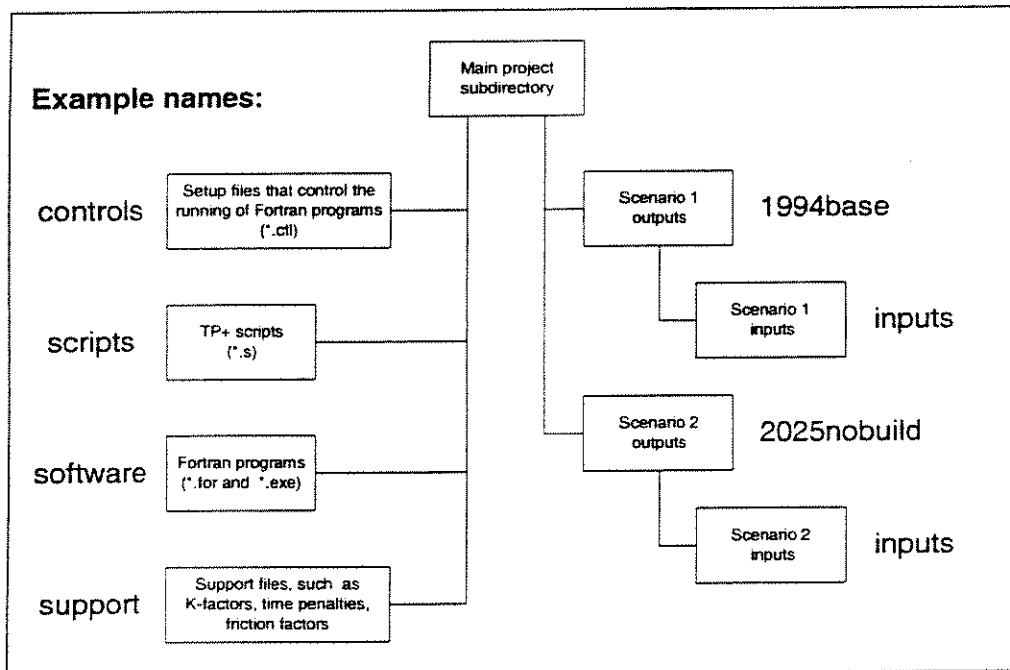 Main project
subdirectory
Example names:
controls
Setup files that control the
running of Fortran programs
(*.ctl)
scripts
TP+ scripts
(*.s)
software
Fortran programs
(*.for and *.exe)
support
Support files, such as
K-factors, time penalties,
friction factors
Scenario 1
outputs
1994base
Scenario 1
inputs
inputs
Scenario 2
outputs
2025nobuild
Scenario 2
inputs
inputs